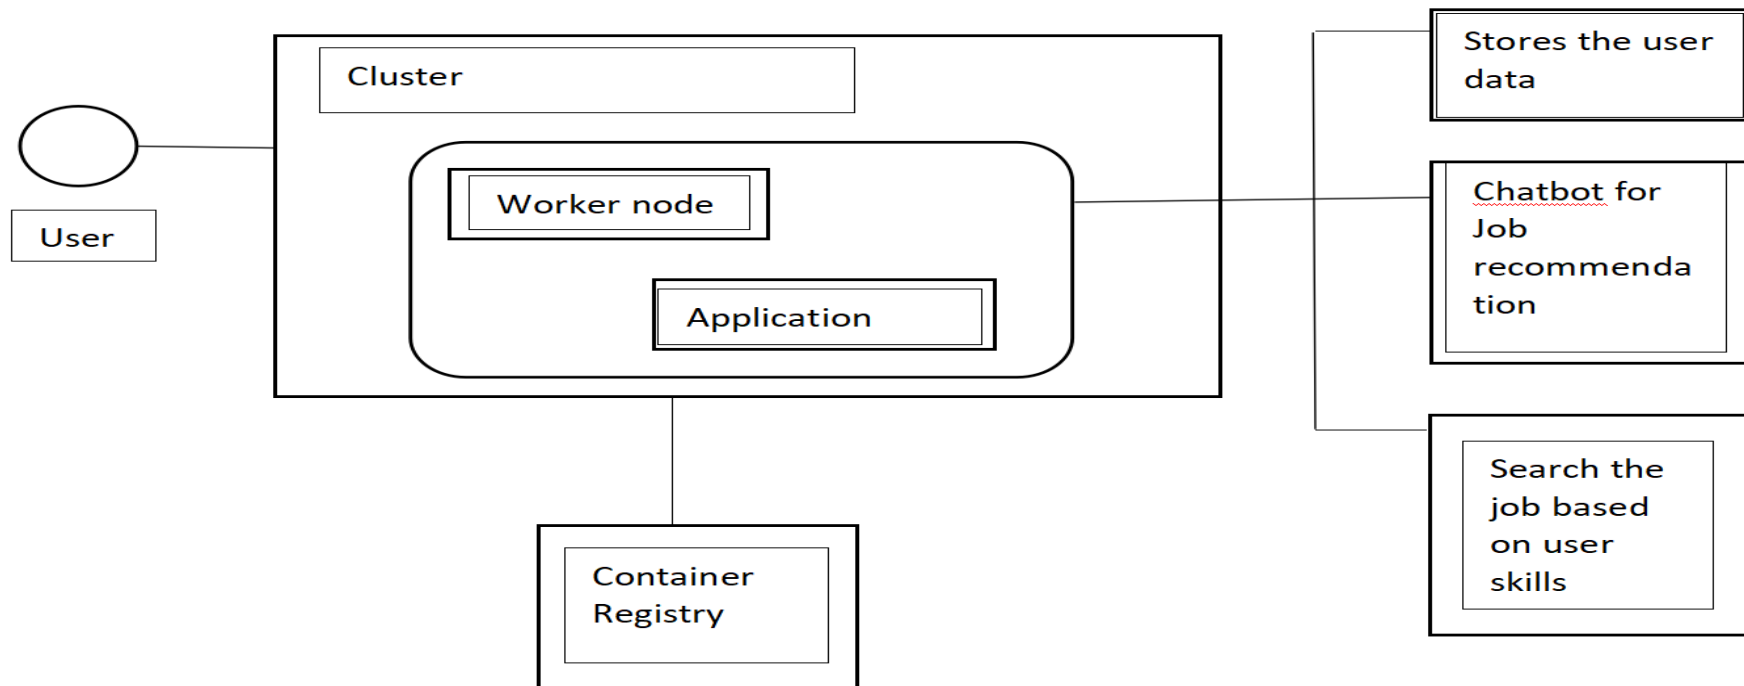 Cluster
User
Worker node
Application
Container
Registry
Stores the user
data
Chatbot for
Job
recommenda
tion
Search the
job based
on user
skills